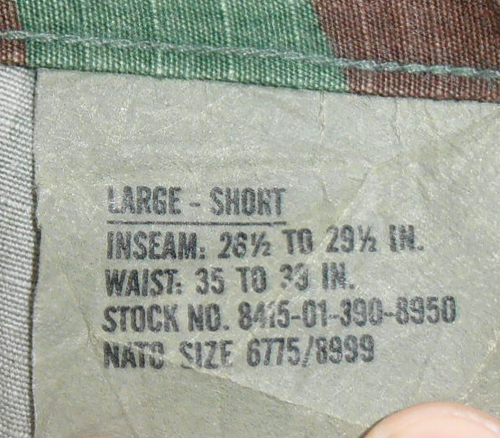 LARGE - SHORT
INSEAM: 26½ TO 29½ IN.
WAIST: 35 TO 39 IN.
STOCK NO. 8415-01-390-8950
NATO SIZE 6775/8999